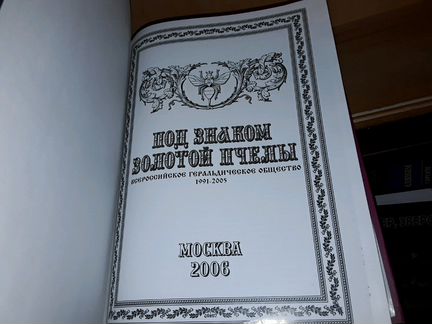 ПОД ЗНАКОМ
ЗОЛОТОЙ ПЧЕЛЫ
ВСЕРОССИЙСКОЕ ГЕРАЛЬДИЧЕСКОЕ ОБЩЕСТВО
1991-2005
МОСКВА
2006